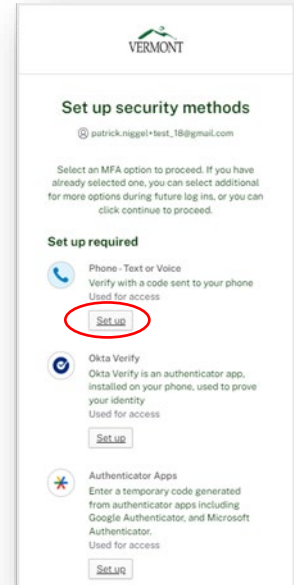 VERMONT
Set up security methods
patrick.niggel+test_18@gmail.com
Select an MFA option to proceed. If you have
already selected one, you can select additional
for more options during future log ins, or you can
click continue to proceed.
Set up required
Phone - Text or Voice
Verify with a code sent to your phone
Used for access
Set up
Okta Verify
Okta Verify is an authenticator app,
installed on your phone, used to prove
your identity
Used for access
Set up
Authenticator Apps
Enter a temporary code generated
from authenticator apps including
Google Authenticator, and Microsoft
Authenticator.
Used for access
Set up